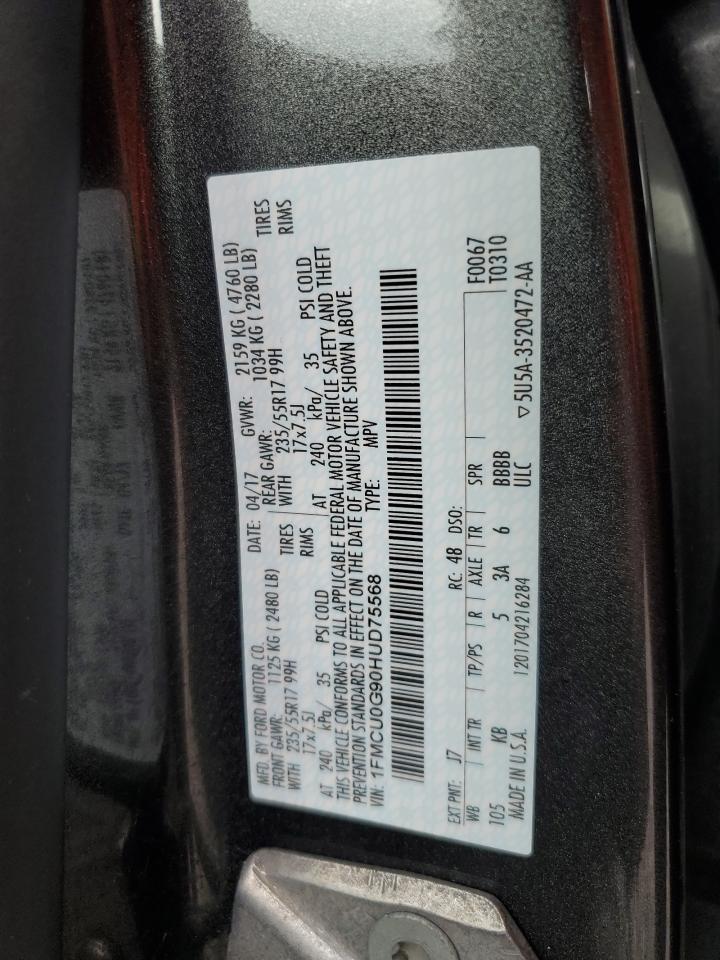 MFD. BY FORD MOTOR CO. DATE: 04/17 GVWR: 2159 KG ( 4760 LB)
FRONT GAWR: 1125 KG ( 2480 LB) REAR GAWR: 1034 KG ( 2280 LB)
WITH 235/55R17 99H TIRES WITH 235/55R17 99H TIRES
17x7.5J RIMS 17x7.5J RIMS
AT 240 kPa/ 35 PSI COLD AT 240 kPa/ 35 PSI COLD
THIS VEHICLE CONFORMS TO ALL APPLICABLE FEDERAL MOTOR VEHICLE SAFETY AND THEFT
PREVENTION STANDARDS IN EFFECT ON THE DATE OF MANUFACTURE SHOWN ABOVE.
VIN: 1FMCU0G90HUD75568 TYPE: MPV
EXT PNT: J7 RC: 48 DSO: F0067
WB INT TR TP/PS R AXLE TR SPR T0310
105 KB 5 3A 6 BBBB
MADE IN U.S.A. 1201704216284 ULC ▽5U5A-3520472-AA